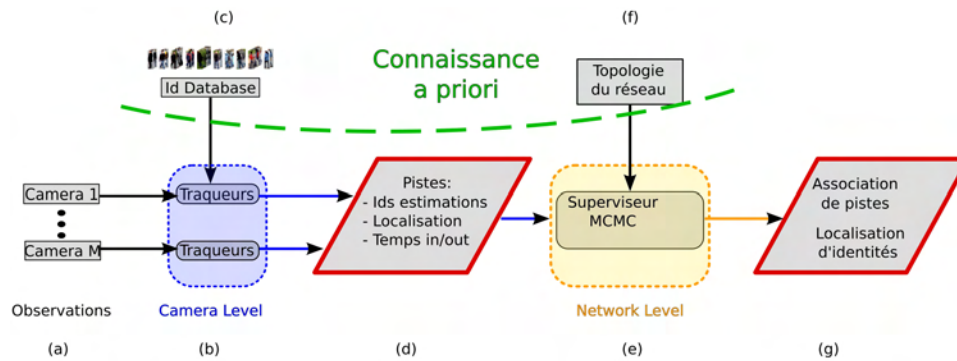 (c)
(f)
Id Database
Connaissance
a priori
Topologie
du réseau
Camera 1
Camera M
Traqueurs
Traqueurs
Pistes:
- Ids estimations
- Localisation
- Temps in/out
Superviseur
MCMC
Association
de pistes
Localisation
d'identités
Observations
Camera Level
Network Level
(a)
(b)
(d)
(e)
(g)